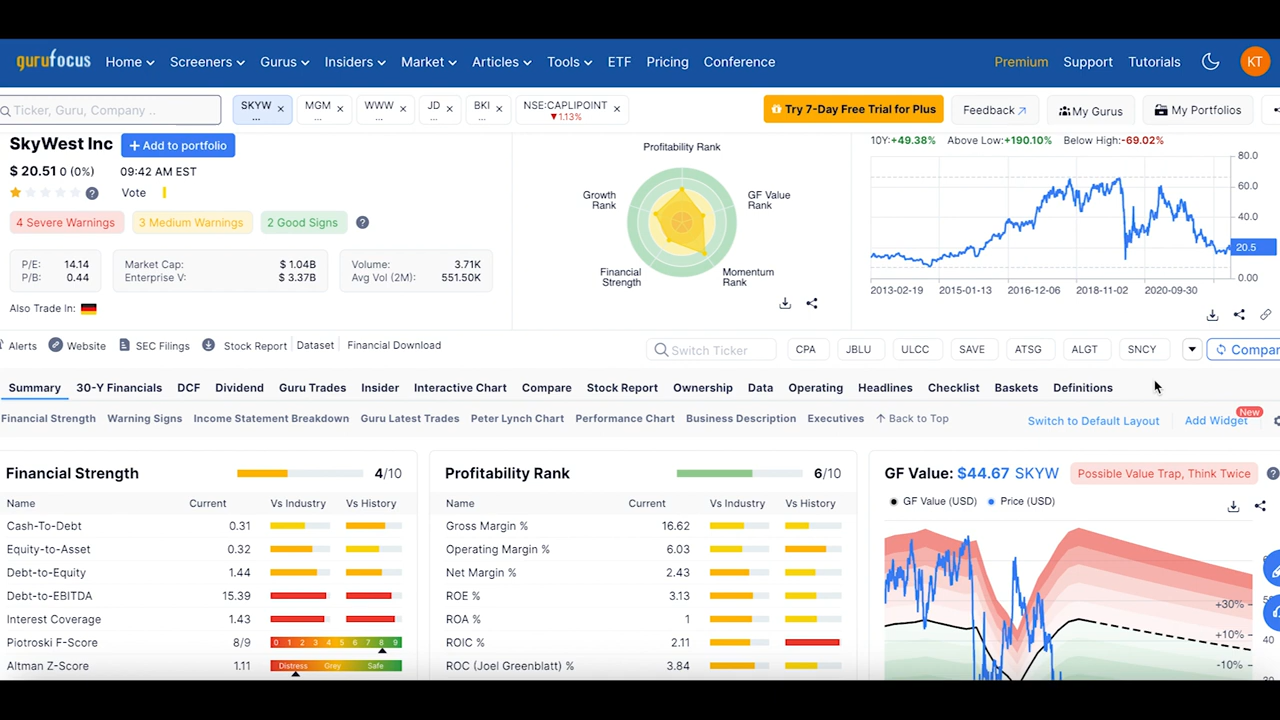 gurufocus Home Screeners Gurus Insiders Market Articles Tools ETF Pricing Conference Premium Support Tutorials KT
Ticker, Guru, Company .. SKYW × ... MGM × ... WWW × ... JD × ... BKI × ... NSE:CAPLIPOINT × ▼1.13% Try 7-Day Free Trial for Plus Feedback My Gurus My Portfolios
SkyWest Inc + Add to portfolio
$ 20.51 0 (0%) 09:42 AM EST
Vote
4 Severe Warnings 3 Medium Warnings 2 Good Signs ?
P/E: 14.14 Market Cap: $ 1.04B Volume: 3.71K
P/B: 0.44 Enterprise V: $ 3.37B Avg Vol (2M): 551.50K
Also Trade In:
Profitability Rank
Growth Rank
GF Value Rank
Financial Strength
Momentum Rank
10Y:+49.38% Above Low:+190.10% Below High:-69.02%
80.0
60.0
40.0
20.5
0.00
2013-02-19 2015-01-13 2016-12-06 2018-11-02 2020-09-30
Alerts Website SEC Filings Stock Report Dataset Financial Download Switch Ticker CPA JBLU ULCC SAVE ATSG ALGT SNCY Compar
Summary 30-Y Financials DCF Dividend Guru Trades Insider Interactive Chart Compare Stock Report Ownership Data Operating Headlines Checklist Baskets Definitions
Financial Strength Warning Signs Income Statement Breakdown Guru Latest Trades Peter Lynch Chart Performance Chart Business Description Executives ↑ Back to Top Switch to Default Layout Add Widget New
Financial Strength 4/10
Name Current Vs Industry Vs History
Cash-To-Debt 0.31
Equity-to-Asset 0.32
Debt-to-Equity 1.44
Debt-to-EBITDA 15.39
Interest Coverage 1.43
Piotroski F-Score 8/9 0 1 2 3 4 5 6 7 8 9
Altman Z-Score 1.11 Distress Grey Safe
Profitability Rank 6/10
Name Current Vs Industry Vs History
Gross Margin % 16.62
Operating Margin % 6.03
Net Margin % 2.43
ROE % 3.13
ROA % 1
ROIC % 2.11
ROC (Joel Greenblatt) % 3.84
GF Value: $44.67 SKYW Possible Value Trap, Think Twice ?
GF Value (USD) Price (USD)
+30%
+10%
40
-10%